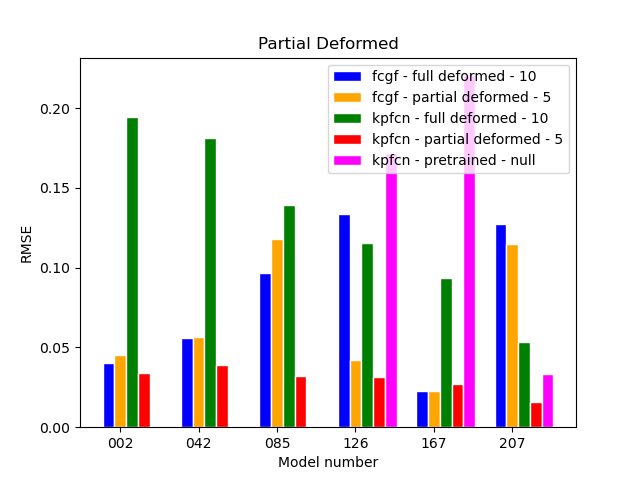 Partial Deformed
fcgf - full deformed - 10
fcgf - partial deformed - 5
kpfcn - full deformed - 10
kpfcn - partial deformed - 5
kpfcn - pretrained - null
RMSE
0.20
0.15
0.10
0.05
0.00
002 042 085 126 167 207
Model number